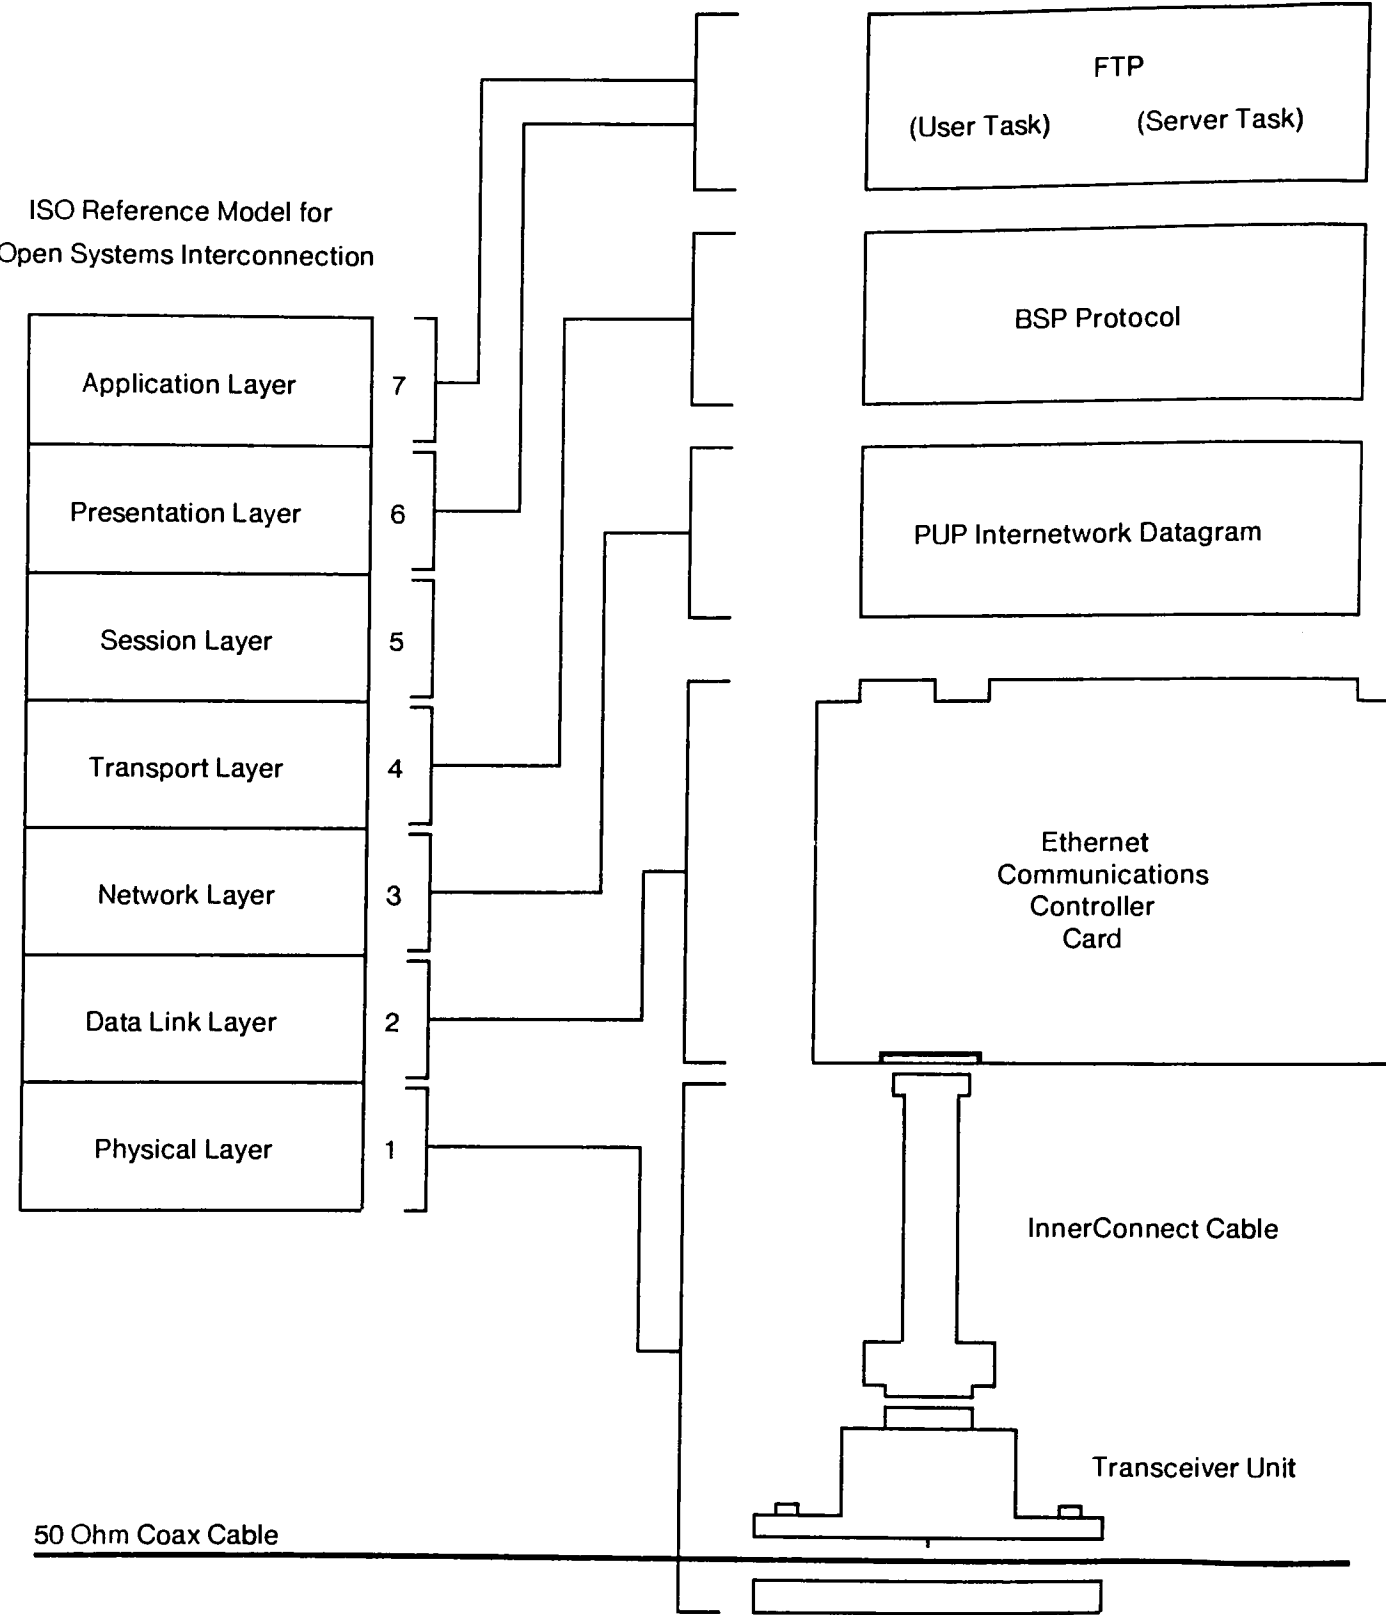 FTP
(User Task) (Server Task)
ISO Reference Model for
Open Systems Interconnection
BSP Protocol
Application Layer 7
Presentation Layer 6
PUP Internetwork Datagram
Session Layer 5
Transport Layer 4
Network Layer 3
Ethernet
Communications
Controller
Card
Data Link Layer 2
Physical Layer 1
InnerConnect Cable
Transceiver Unit
50 Ohm Coax Cable